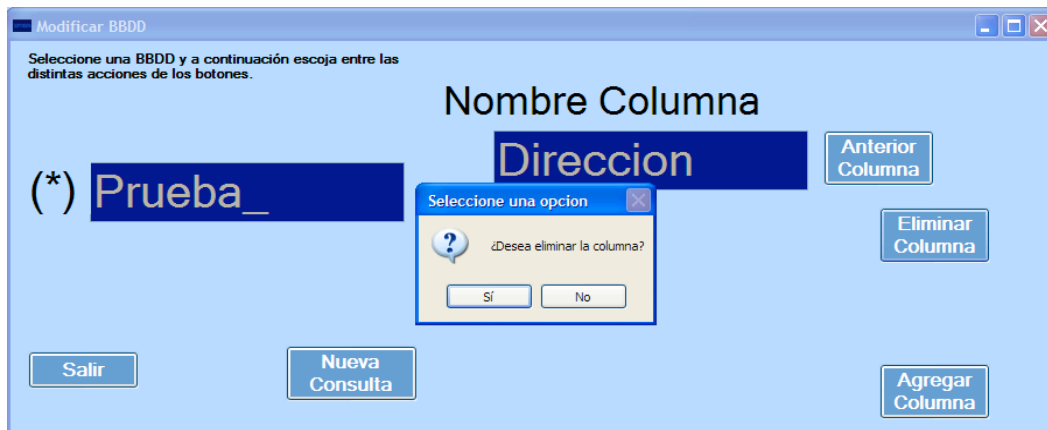 Modificar BBDD
Seleccione una BBDD y a continuación escoja entre las
distintas acciones de los botones.
Nombre Columna
Direccion
Anterior
Columna
(*) Prueba_
Seleccione una opcion
Eliminar
Columna
¿Desea eliminar la columna?
Sí
No
Salir
Nueva
Consulta
Agregar
Columna